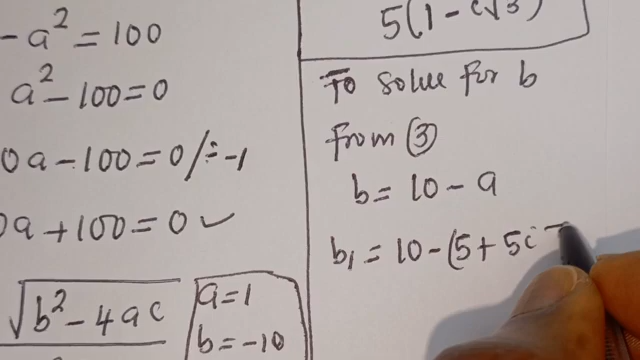 -a² = 100
a² - 100 = 0
0a - 100 = 0 /÷-1
0a + 100 = 0 ✓
√b² - 4ac
a = 1
b = -10
5(1 - i√3)
To solve for b
from ③
b = 10 - a
b₁ = 10 - (5 + 5i